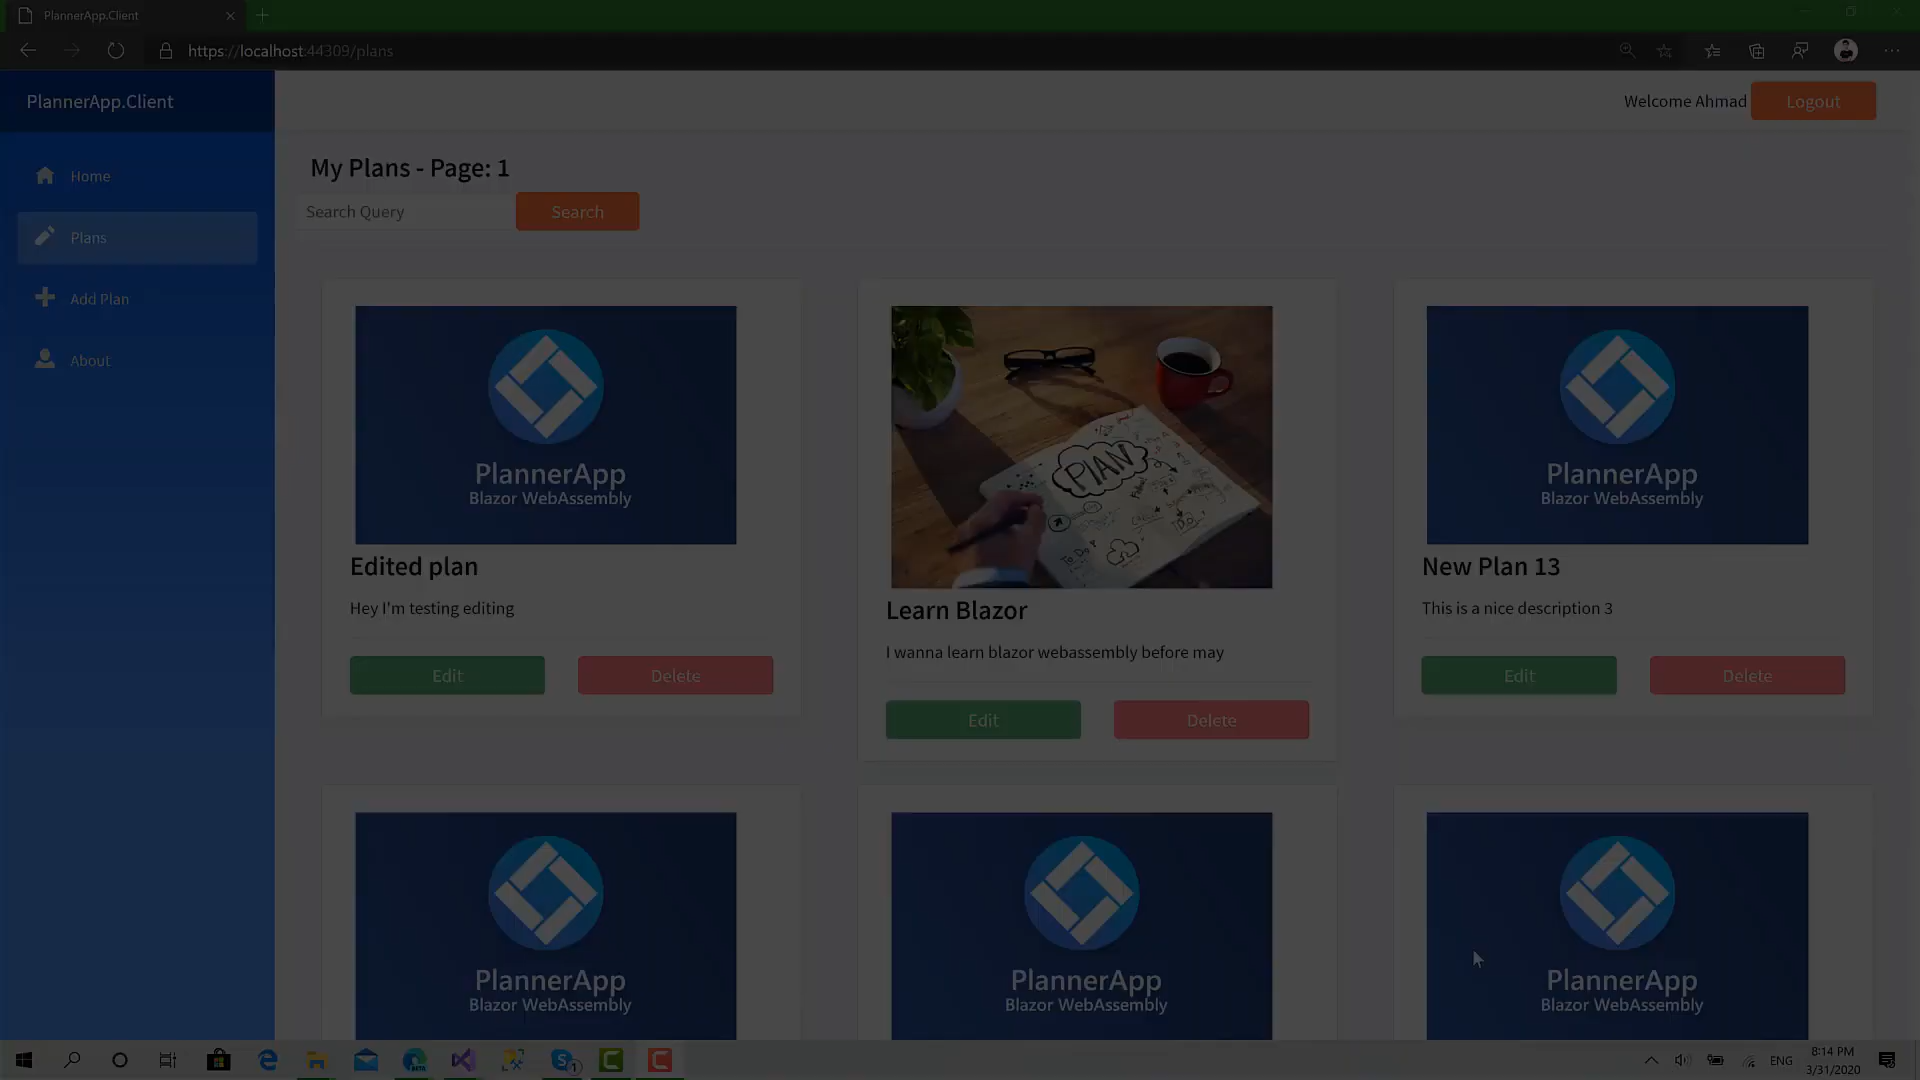 PlannerApp.Client
https://localhost:44309/plans
PlannerApp.Client
Welcome Ahmad
Logout
Home
Plans
Add Plan
About
My Plans - Page: 1
Search Query
Search
PlannerApp
Blazor WebAssembly
Edited plan
Hey I'm testing editing
Edit
Delete
PLAN
Learn Blazor
I wanna learn blazor webassembly before may
Edit
Delete
PlannerApp
Blazor WebAssembly
New Plan 13
This is a nice description 3
Edit
Delete
PlannerApp
Blazor WebAssembly
PlannerApp
Blazor WebAssembly
PlannerApp
Blazor WebAssembly
ENG
8:14 PM
3/31/2020